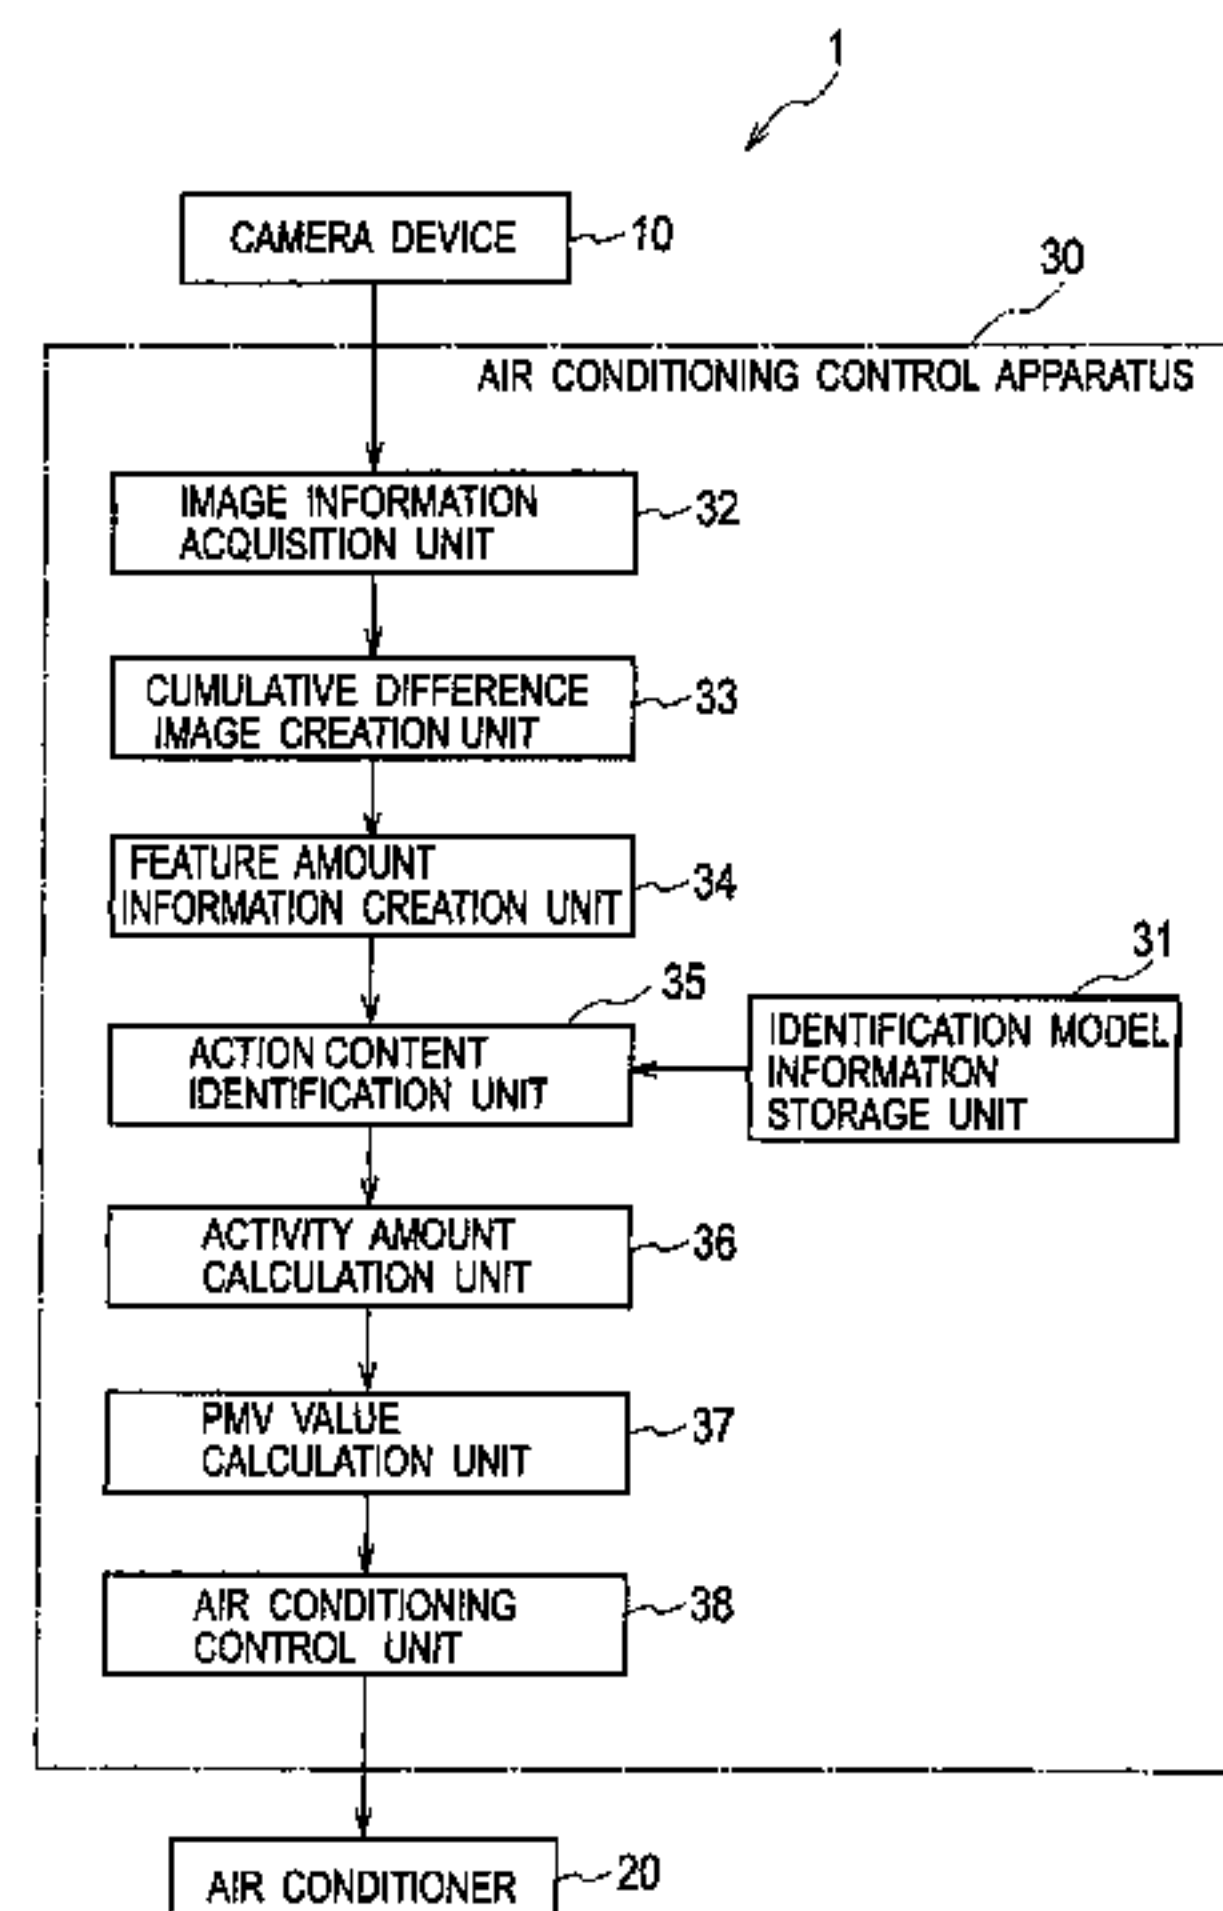 1
CAMERA DEVICE
10
30
AIR CONDITIONING CONTROL APPARATUS
IMAGE INFORMATION
ACQUISITION UNIT
32
CUMULATIVE DIFFERENCE
IMAGE CREATION UNIT
33
FEATURE AMOUNT
INFORMATION CREATION UNIT
34
35
ACTION CONTENT
IDENTIFICATION UNIT
31
IDENTIFICATION MODEL
INFORMATION
STORAGE UNIT
ACTIVITY AMOUNT
CALCULATION UNIT
36
PMV VALUE
CALCULATION UNIT
37
AIR CONDITIONING
CONTROL UNIT
38
AIR CONDITIONER
20